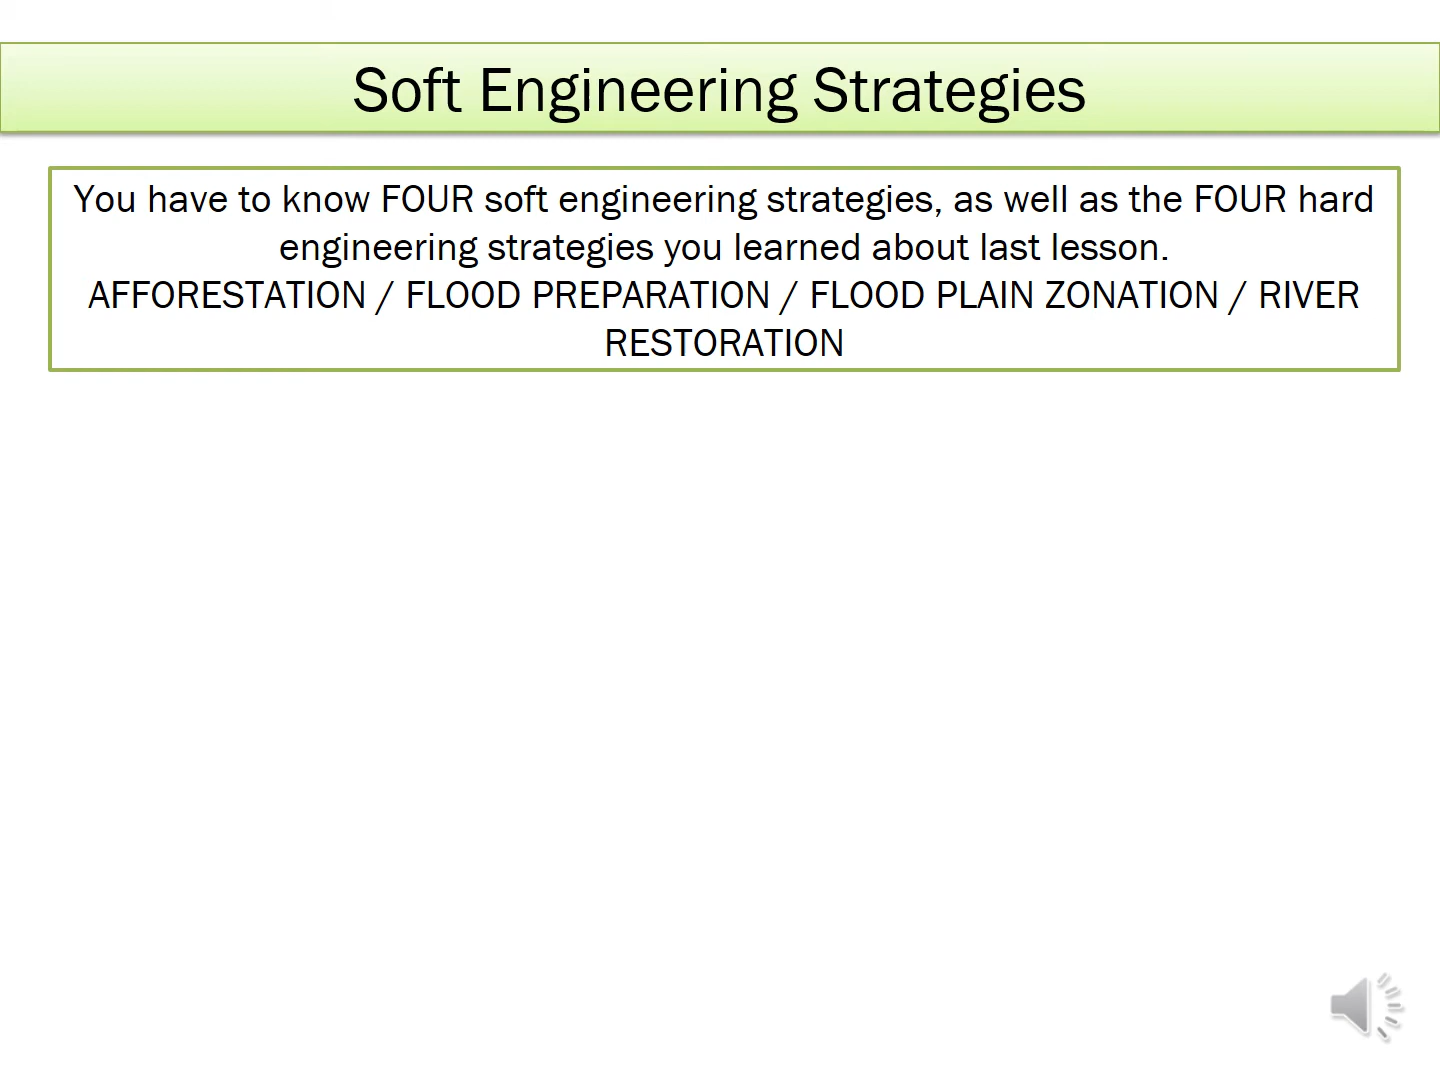 Soft Engineering Strategies
You have to know FOUR soft engineering strategies, as well as the FOUR hard
engineering strategies you learned about last lesson.
AFFORESTATION / FLOOD PREPARATION / FLOOD PLAIN ZONATION / RIVER
RESTORATION